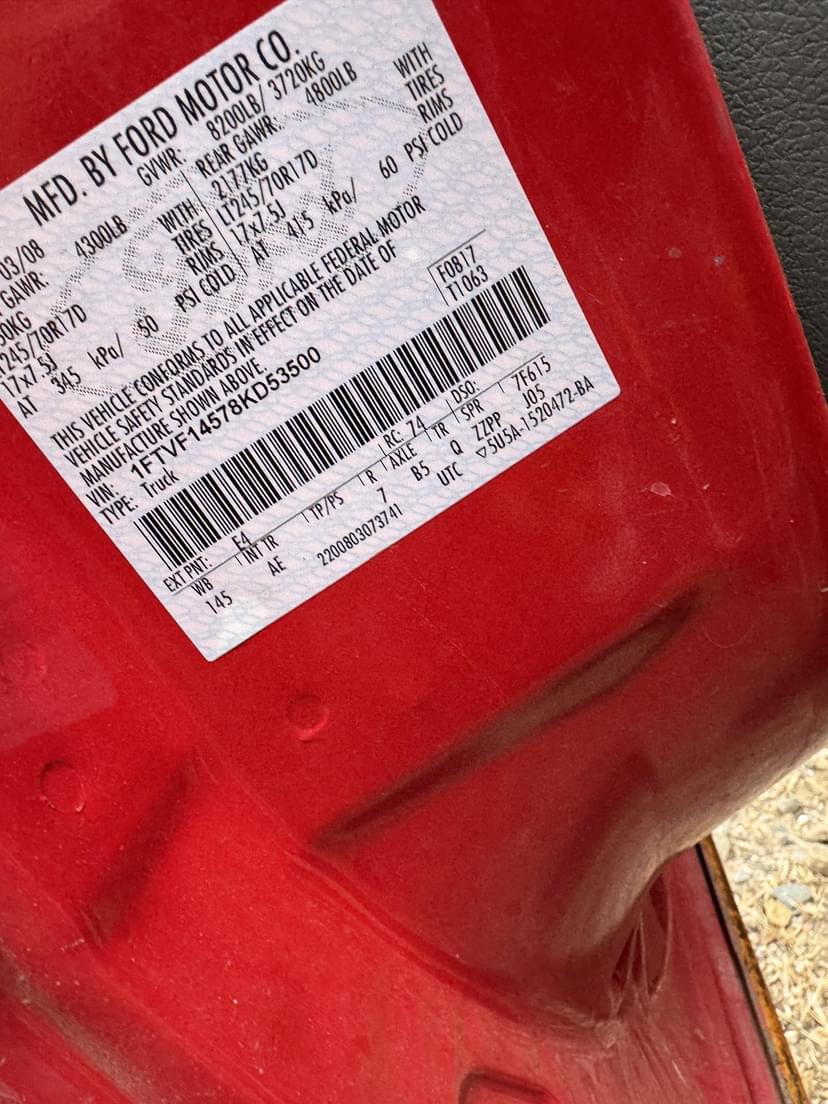 MFD. BY FORD MOTOR CO.
03/08 GVWR: 8200LB/ 3720KG
GAWR: 4300LB REAR GAWR: 4800LB
WITH 2177KG WITH
245/70R17D TIRES LT245/70R17D TIRES
17x7.5J RIMS 17x7.5J RIMS
AT 345 kPa/ 50 PSI COLD AT 415 kPa/ 60 PSI COLD
THIS VEHICLE CONFORMS TO ALL APPLICABLE FEDERAL MOTOR
VEHICLE SAFETY STANDARDS IN EFFECT ON THE DATE OF
MANUFACTURE SHOWN ABOVE.
VIN: 1FTVF14578KD53500
TYPE: Truck
F0817
T1063
EXT PNT: E4 RC: 74 DSO:
WB INT TR TP/PS R AXLE TR SPR 7F615
145 AE 7 B5 Q ZZPP J05
2200803073741 UTC ▽5U5A-1520472-BA